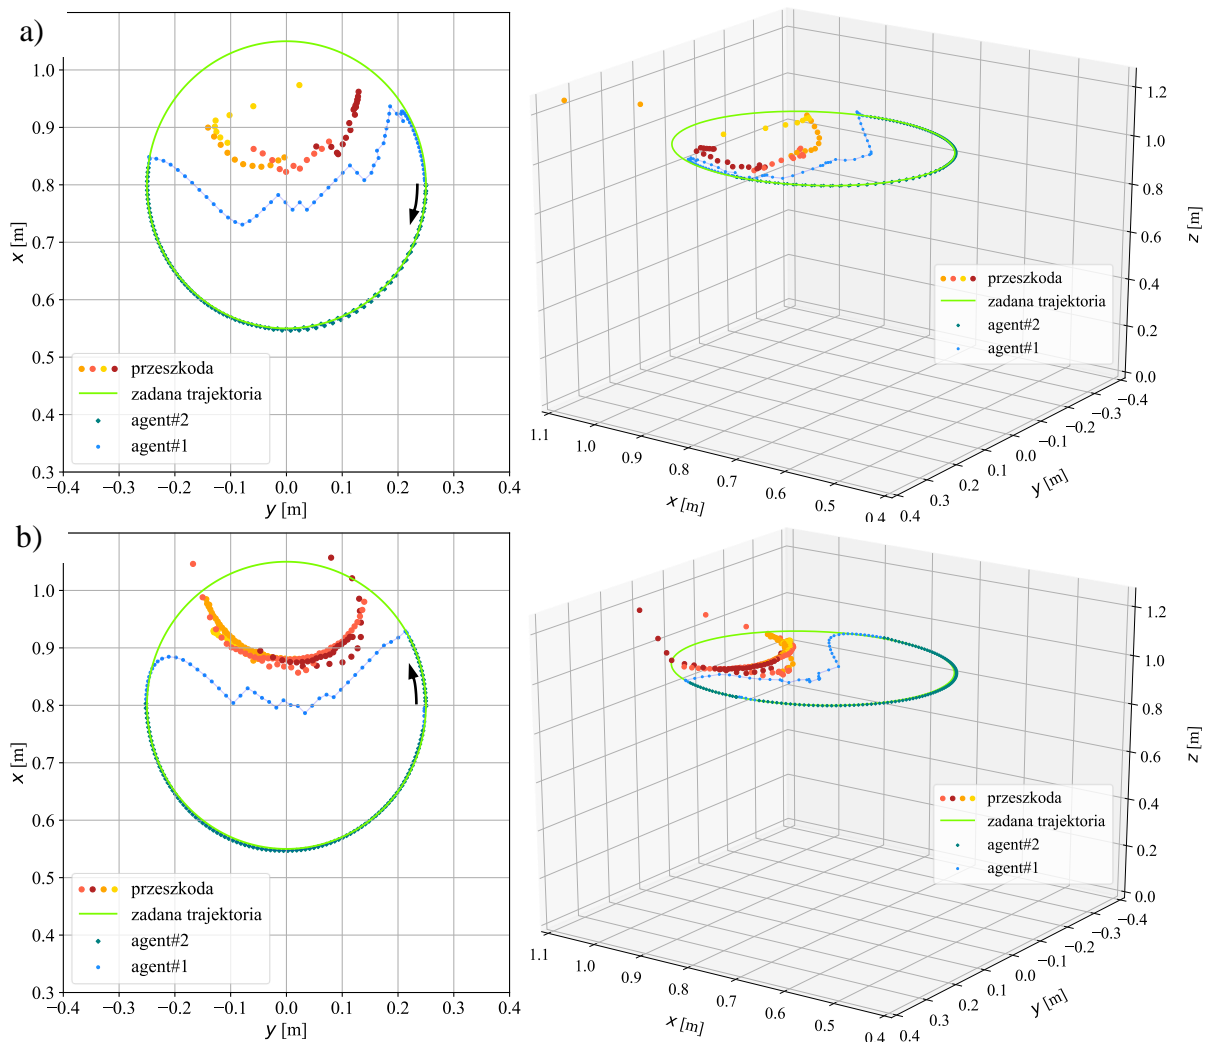 a)
1.0
0.9
0.8
0.7
0.6
0.5
0.4
0.3
x [m]
−0.4 −0.3 −0.2 −0.1 0.0 0.1 0.2 0.3 0.4
y [m]
przeszkoda
zadana trajektoria
agent#2
agent#1
1.2
1.0
0.8
0.6
0.4
0.2
0.0
z [m]
przeszkoda
zadana trajektoria
agent#2
agent#1
1.1 1.0 0.9 0.8 0.7 0.6 0.5 0.4
x [m]
−0.4
−0.3
−0.2
−0.1
0.0
0.1
0.2
0.3
0.4
y [m]
b)
1.0
0.9
0.8
0.7
0.6
0.5
0.4
0.3
x [m]
−0.4 −0.3 −0.2 −0.1 0.0 0.1 0.2 0.3 0.4
y [m]
przeszkoda
zadana trajektoria
agent#2
agent#1
1.2
1.0
0.8
0.6
0.4
0.2
0.0
z [m]
przeszkoda
zadana trajektoria
agent#2
agent#1
1.1 1.0 0.9 0.8 0.7 0.6 0.5 0.4
x [m]
−0.4
−0.3
−0.2
−0.1
0.0
0.1
0.2
0.3
0.4
y [m]